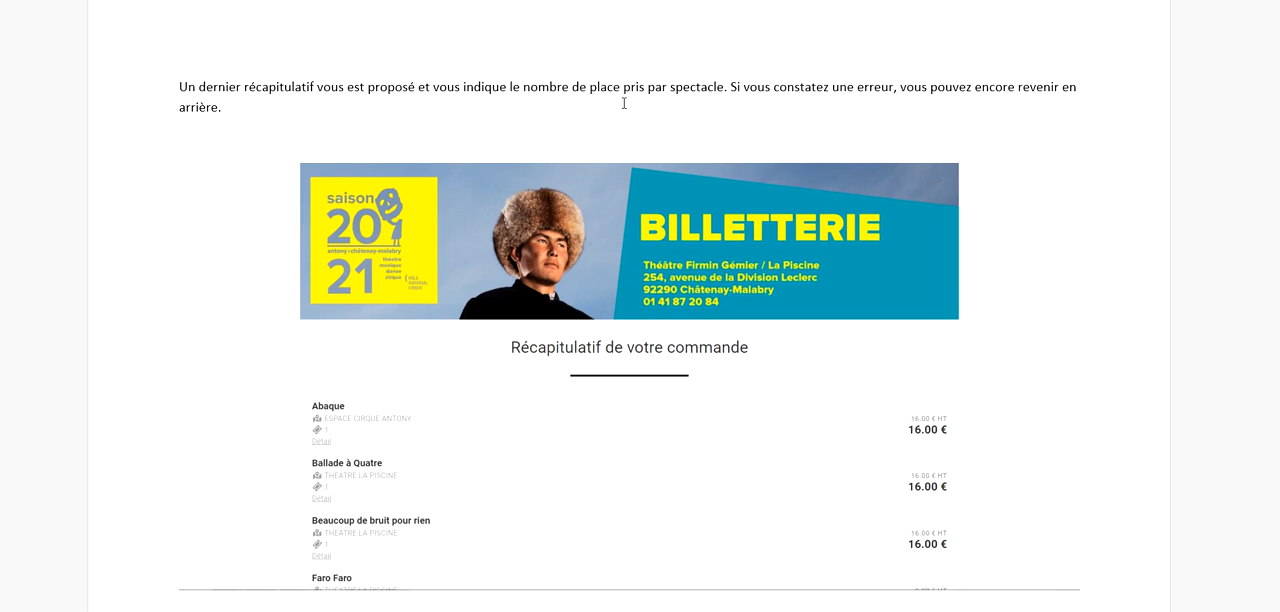 Un dernier récapitulatif vous est proposé et vous indique le nombre de place pris par spectacle. Si vous constatez une erreur, vous pouvez encore revenir en
arrière.
saison
20
antony › châtenay-malabry
21
théâtre
musique
danse
cirque
PÔLE
NATIONAL
CIRQUE
BILLETTERIE
Théâtre Firmin Gémier / La Piscine
254, avenue de la Division Leclerc
92290 Châtenay-Malabry
01 41 87 20 84
Récapitulatif de votre commande
Abaque
ESPACE CIRQUE ANTONY
16.00 € HT
1
16.00 €
Détail
Ballade à Quatre
THEATRE LA PISCINE
16.00 € HT
1
16.00 €
Détail
Beaucoup de bruit pour rien
THEATRE LA PISCINE
16.00 € HT
1
16.00 €
Détail
Faro Faro